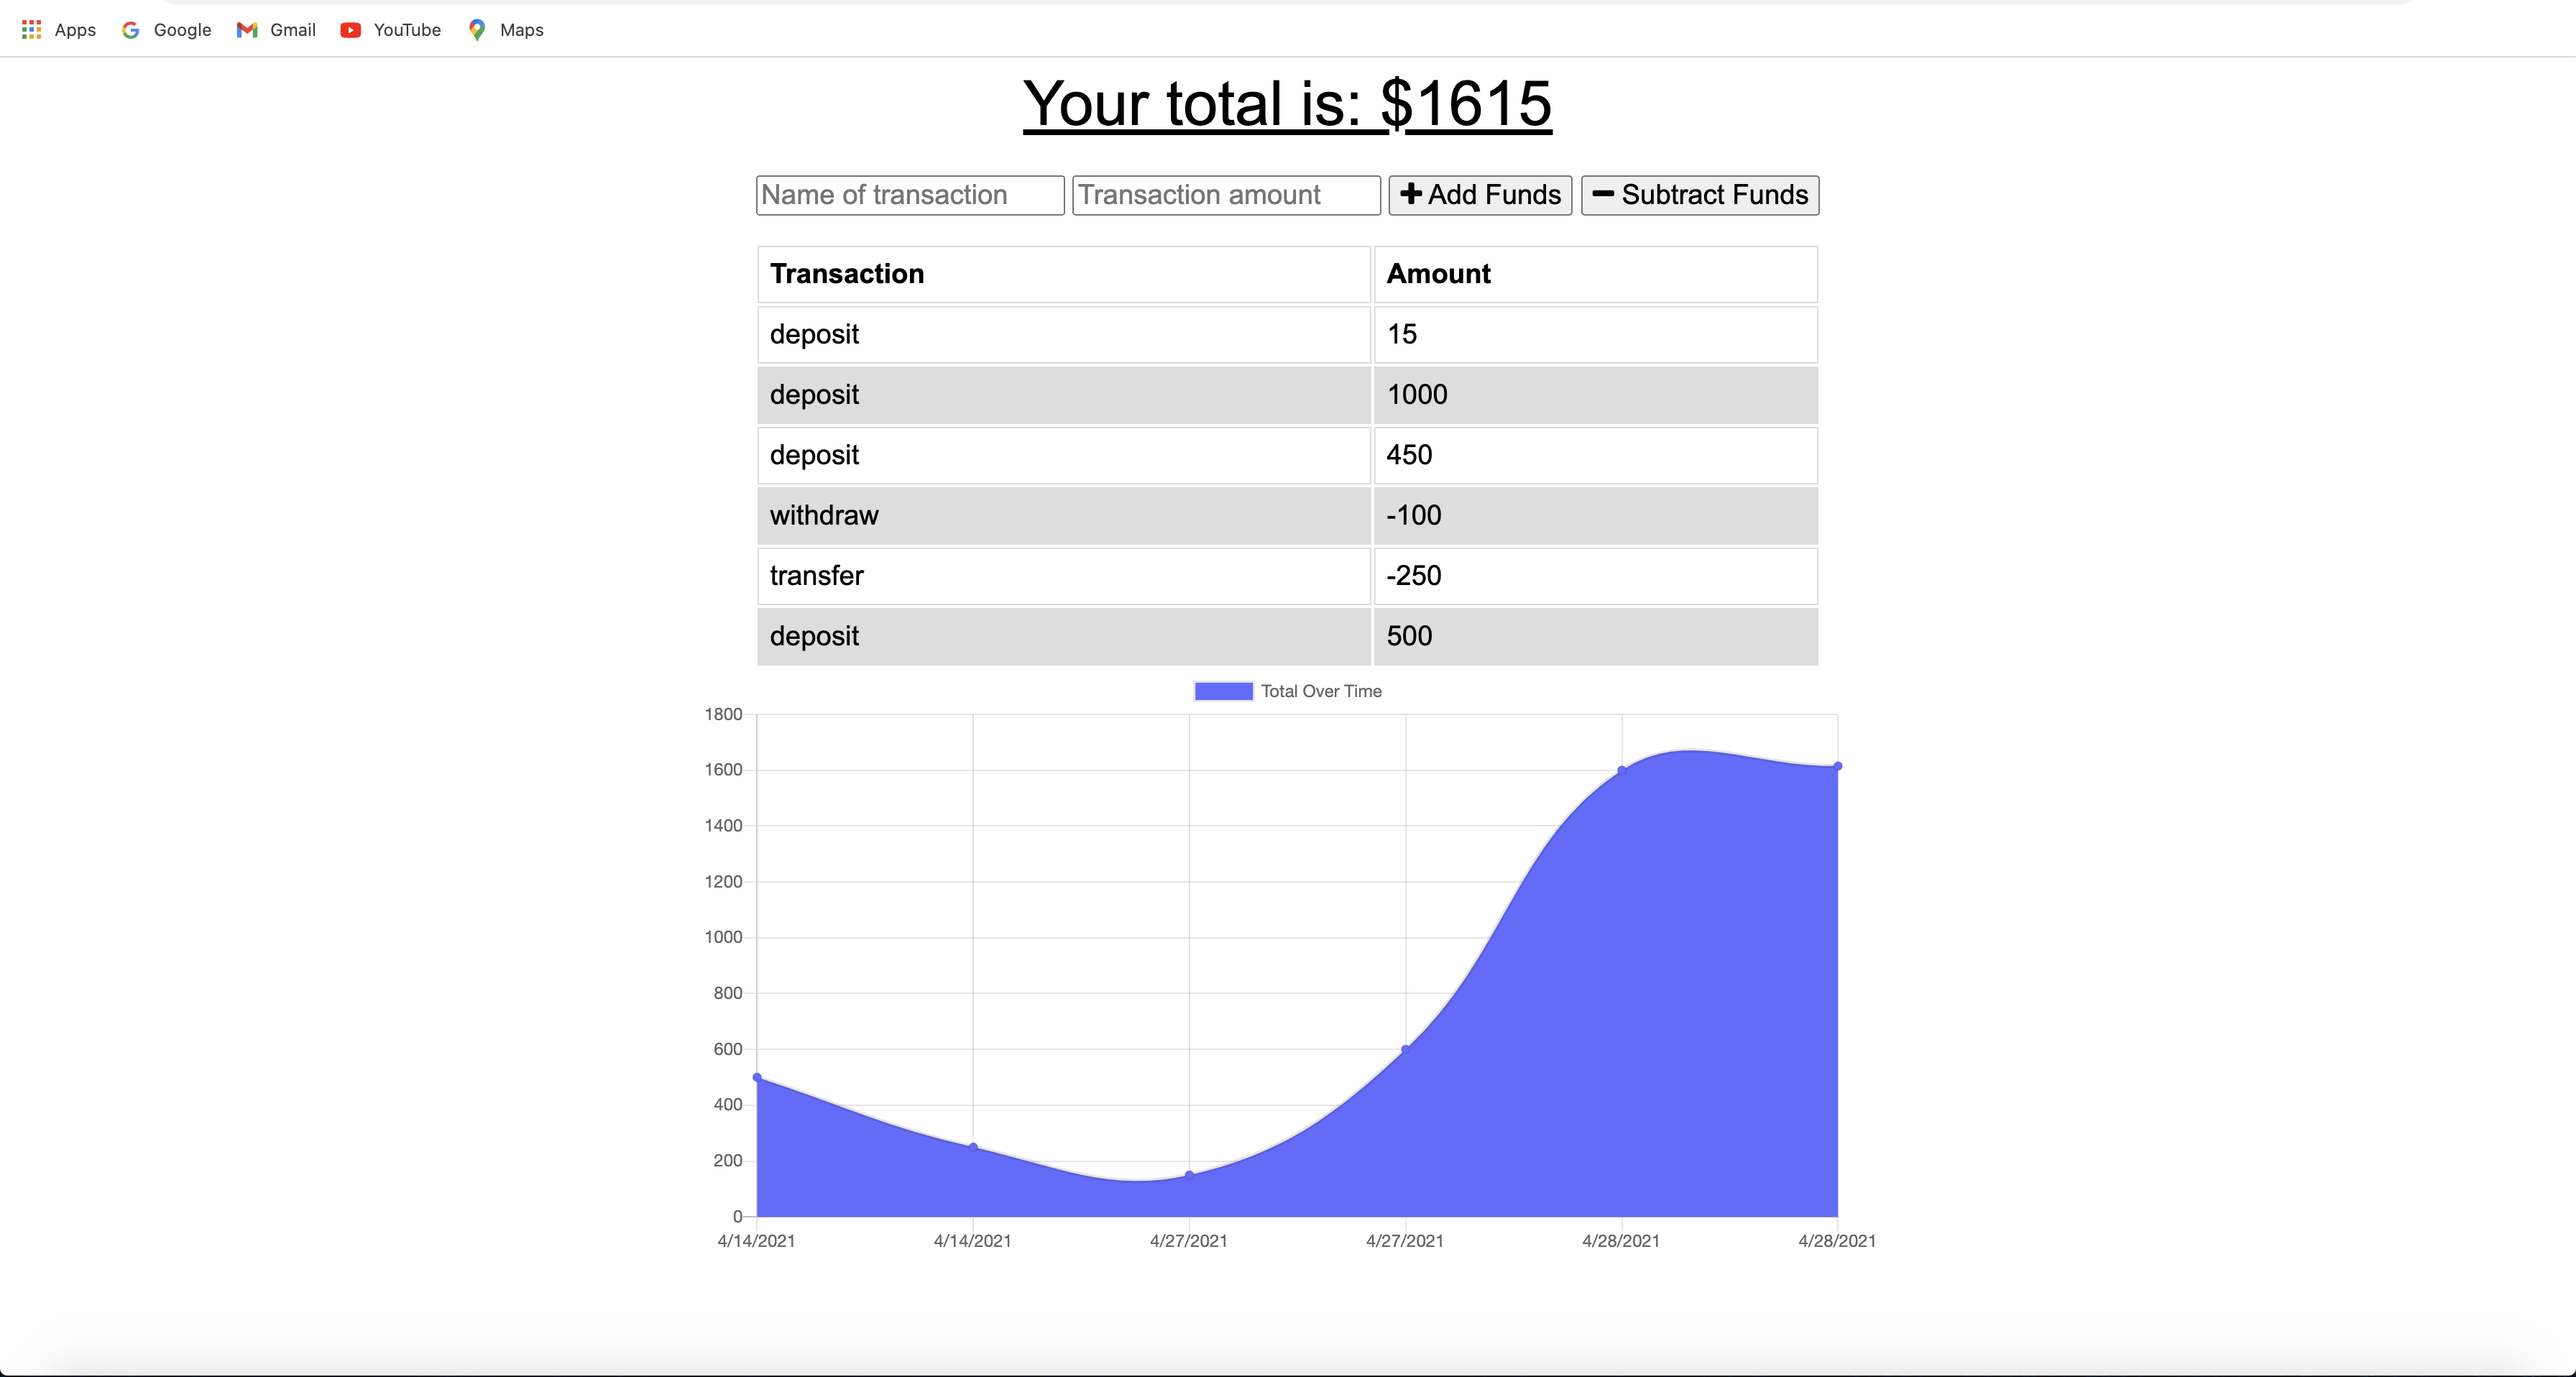 Apps Google Gmail YouTube Maps
Your total is: $1615
Name of transaction Transaction amount Add Funds Subtract Funds
Transaction Amount
deposit 15
deposit 1000
deposit 450
withdraw -100
transfer -250
deposit 500
Total Over Time
1800
1600
1400
1200
1000
800
600
400
200
0
4/14/2021 4/14/2021 4/27/2021 4/27/2021 4/28/2021 4/28/2021